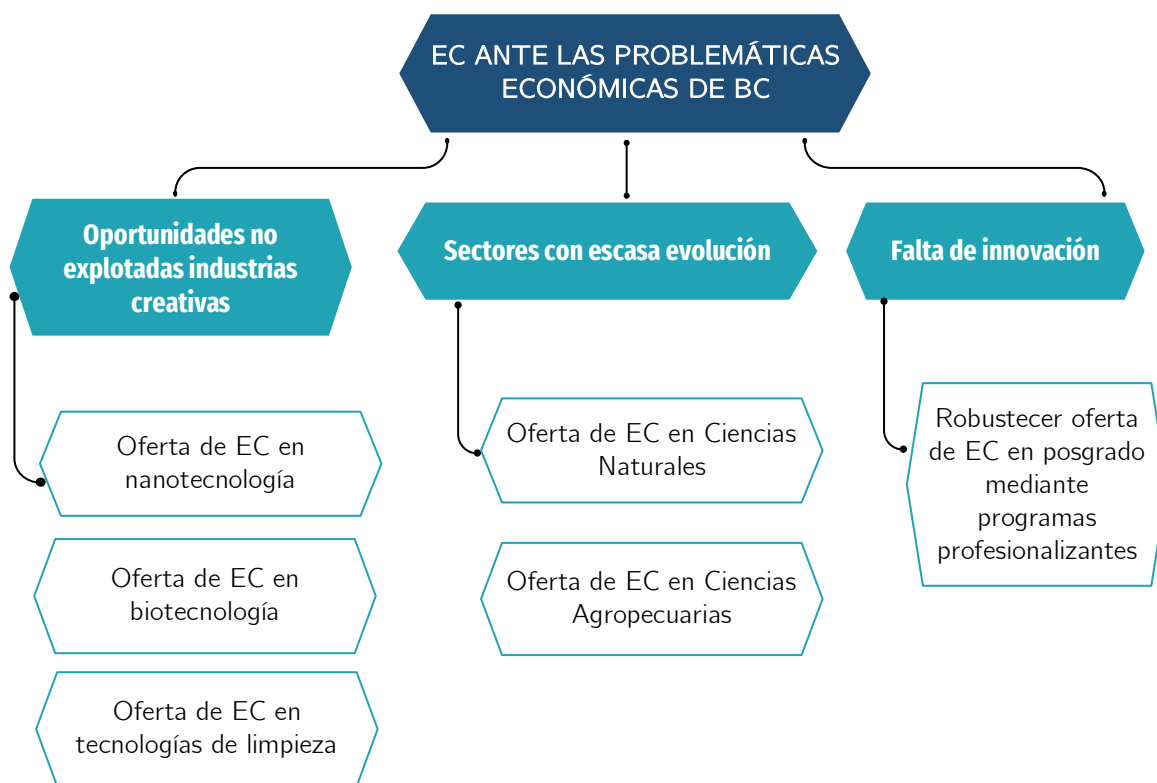 EC ANTE LAS PROBLEMÁTICAS
ECONÓMICAS DE BC
Oportunidades no
explotadas industrias
creativas
Oferta de EC en
nanotecnología
Oferta de EC en
biotecnología
Oferta de EC en
tecnologías de limpieza
Sectores con escasa evolución
Oferta de EC en Ciencias
Naturales
Oferta de EC en Ciencias
Agropecuarias
Falta de innovación
Robustecer oferta
de EC en posgrado
mediante
programas
profesionalizantes